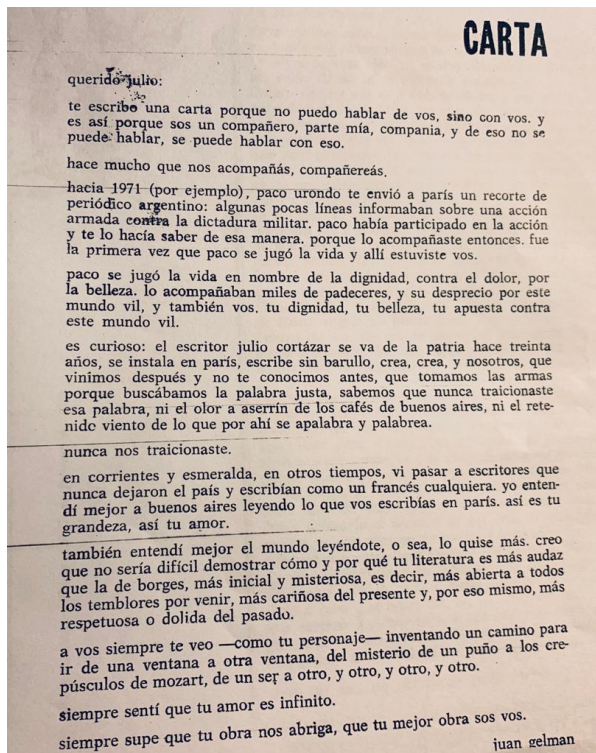 CARTA
querido julio:
te escribo una carta porque no puedo hablar de vos, sino con vos. y
es así porque sos un compañero, parte mía, compania, y de eso no se
puede hablar, se puede hablar con eso.
hace mucho que nos acompañás, compañereás.
hacia 1971 (por ejemplo), paco urondo te envió a parís un recorte de
periódico argentino: algunas pocas líneas informaban sobre una acción
armada contra la dictadura militar. paco había participado en la acción
y te lo hacía saber de esa manera. porque lo acompañaste entonces. fue
la primera vez que paco se jugó la vida y allí estuviste vos.
paco se jugó la vida en nombre de la dignidad, contra el dolor, por
la belleza. lo acompañaban miles de padeceres, y su desprecio por este
mundo vil, y también vos. tu dignidad, tu belleza, tu apuesta contra
este mundo vil.
es curioso: el escritor julio cortázar se va de la patria hace treinta
años, se instala en parís, escribe sin barullo, crea, crea, y nosotros, que
vinimos después y no te conocimos antes, que tomamos las armas
porque buscábamos la palabra justa, sabemos que nunca traicionaste
esa palabra, ni el olor a aserrín de los cafés de buenos aires, ni el rete-
nido viento de lo que por ahí se apalabra y palabrea.
nunca nos traicionaste.
en corrientes y esmeralda, en otros tiempos, vi pasar a escritores que
nunca dejaron el país y escribían como un francés cualquiera. yo enten-
dí mejor a buenos aires leyendo lo que vos escribías en parís. así es tu
grandeza, así tu amor.
también entendí mejor el mundo leyéndote, o sea, lo quise más. creo
que no sería difícil demostrar cómo y por qué tu literatura es más audaz
que la de borges, más inicial y misteriosa, es decir, más abierta a todos
los temblores por venir, más cariñosa del presente y, por eso mismo, más
respetuosa o dolida del pasado.
a vos siempre te veo —como tu personaje— inventando un camino para
ir de una ventana a otra ventana, del misterio de un puño a los cre-
púsculos de mozart, de un ser a otro, y otro, y otro, y otro.
siempre sentí que tu amor es infinito.
siempre supe que tu obra nos abriga, que tu mejor obra sos vos.
juan gelman